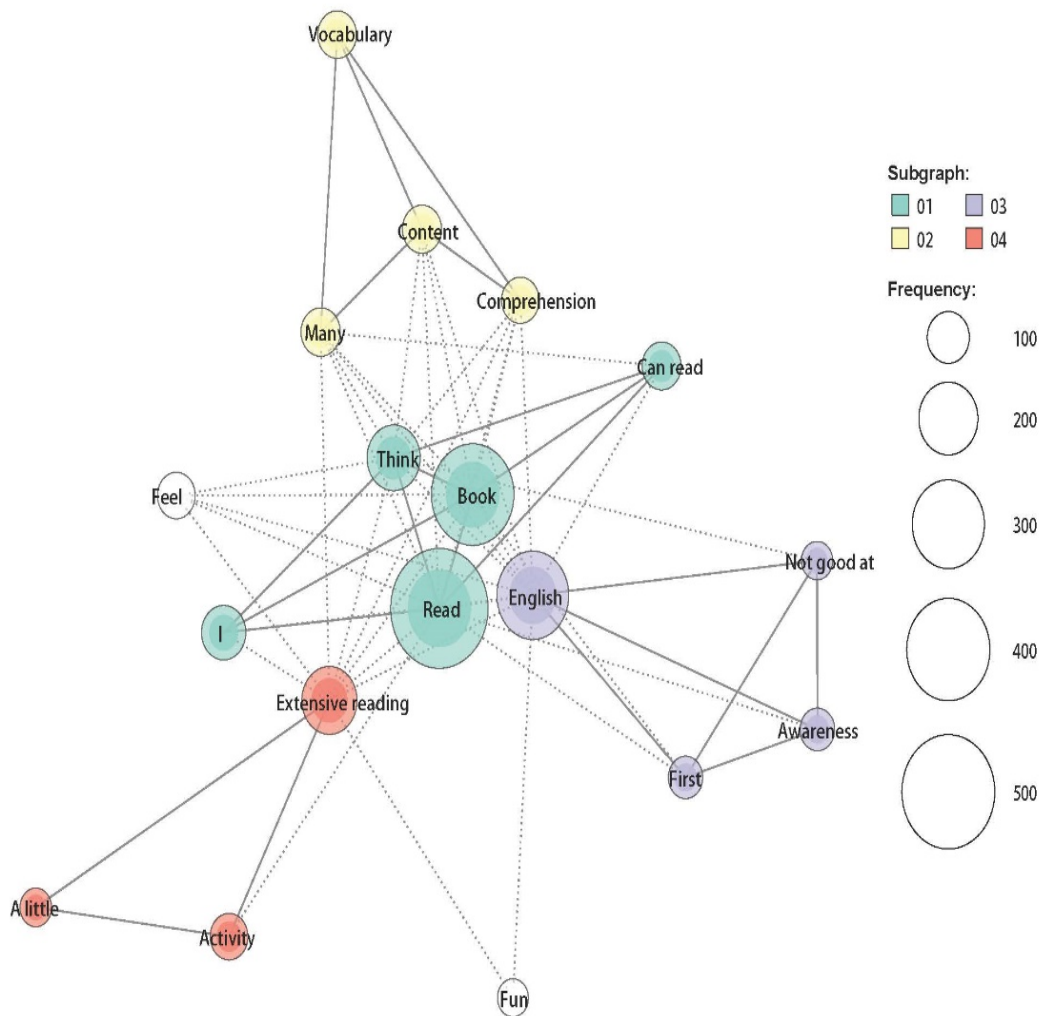 Vocabulary
Content
Comprehension
Many
Can read
Think
Book
Feel
Not good at
English
Read
I
Extensive reading
Awareness
First
A little
Activity
Fun
Subgraph:
01 03
02 04
Frequency:
100
200
300
400
500